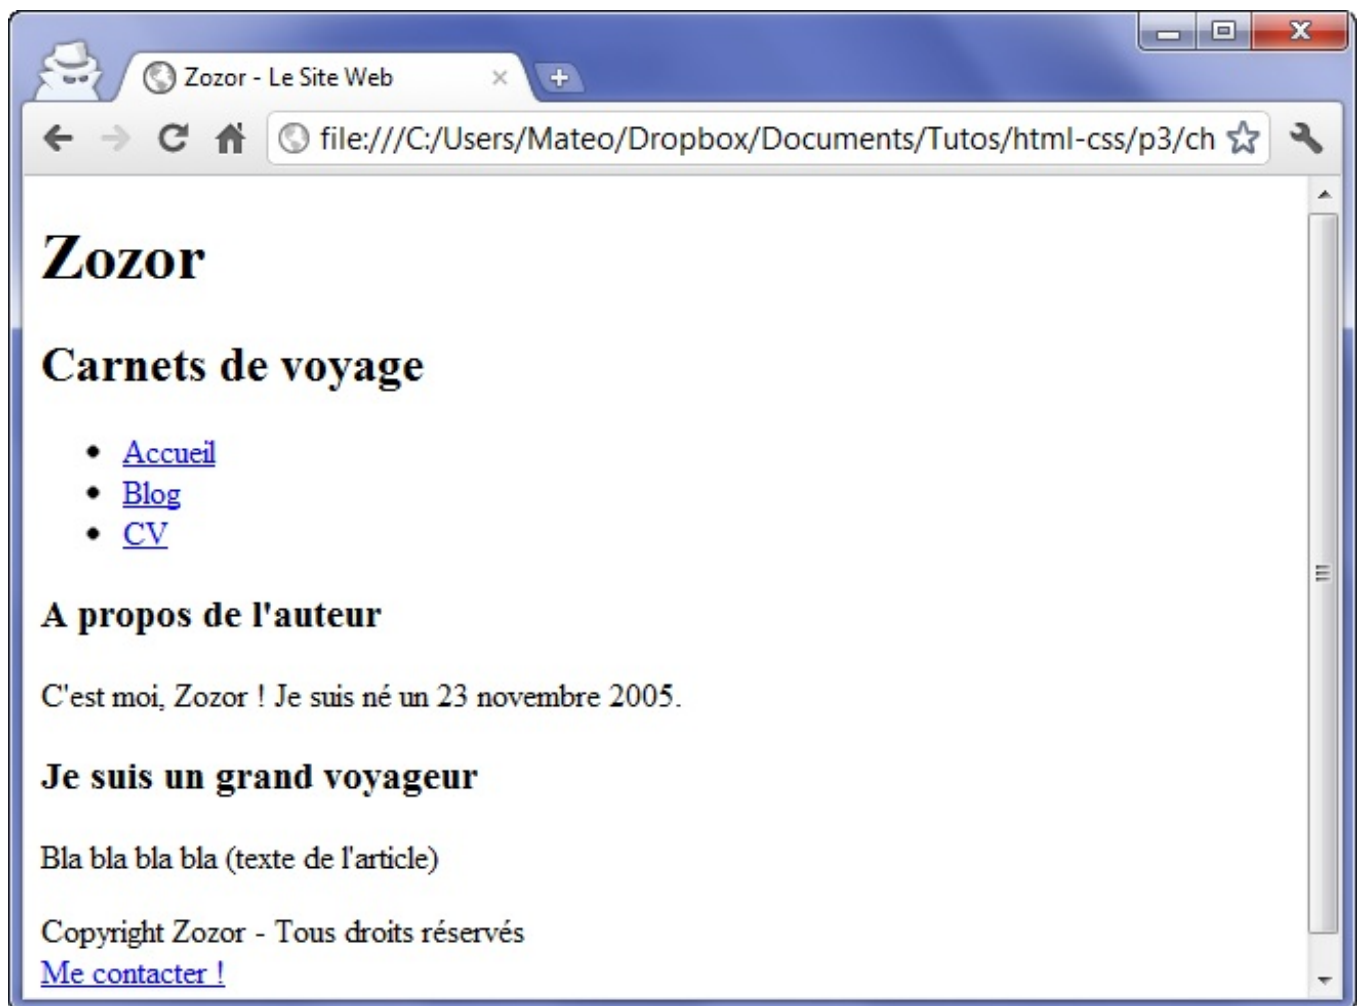 Zozor - Le Site Web
file:///C:/Users/Mateo/Dropbox/Documents/Tutos/html-css/p3/ch
Zozor
Carnets de voyage
Accueil
Blog
CV
A propos de l'auteur
C'est moi, Zozor ! Je suis né un 23 novembre 2005.
Je suis un grand voyageur
Bla bla bla bla (texte de l'article)
Copyright Zozor - Tous droits réservés
Me contacter !